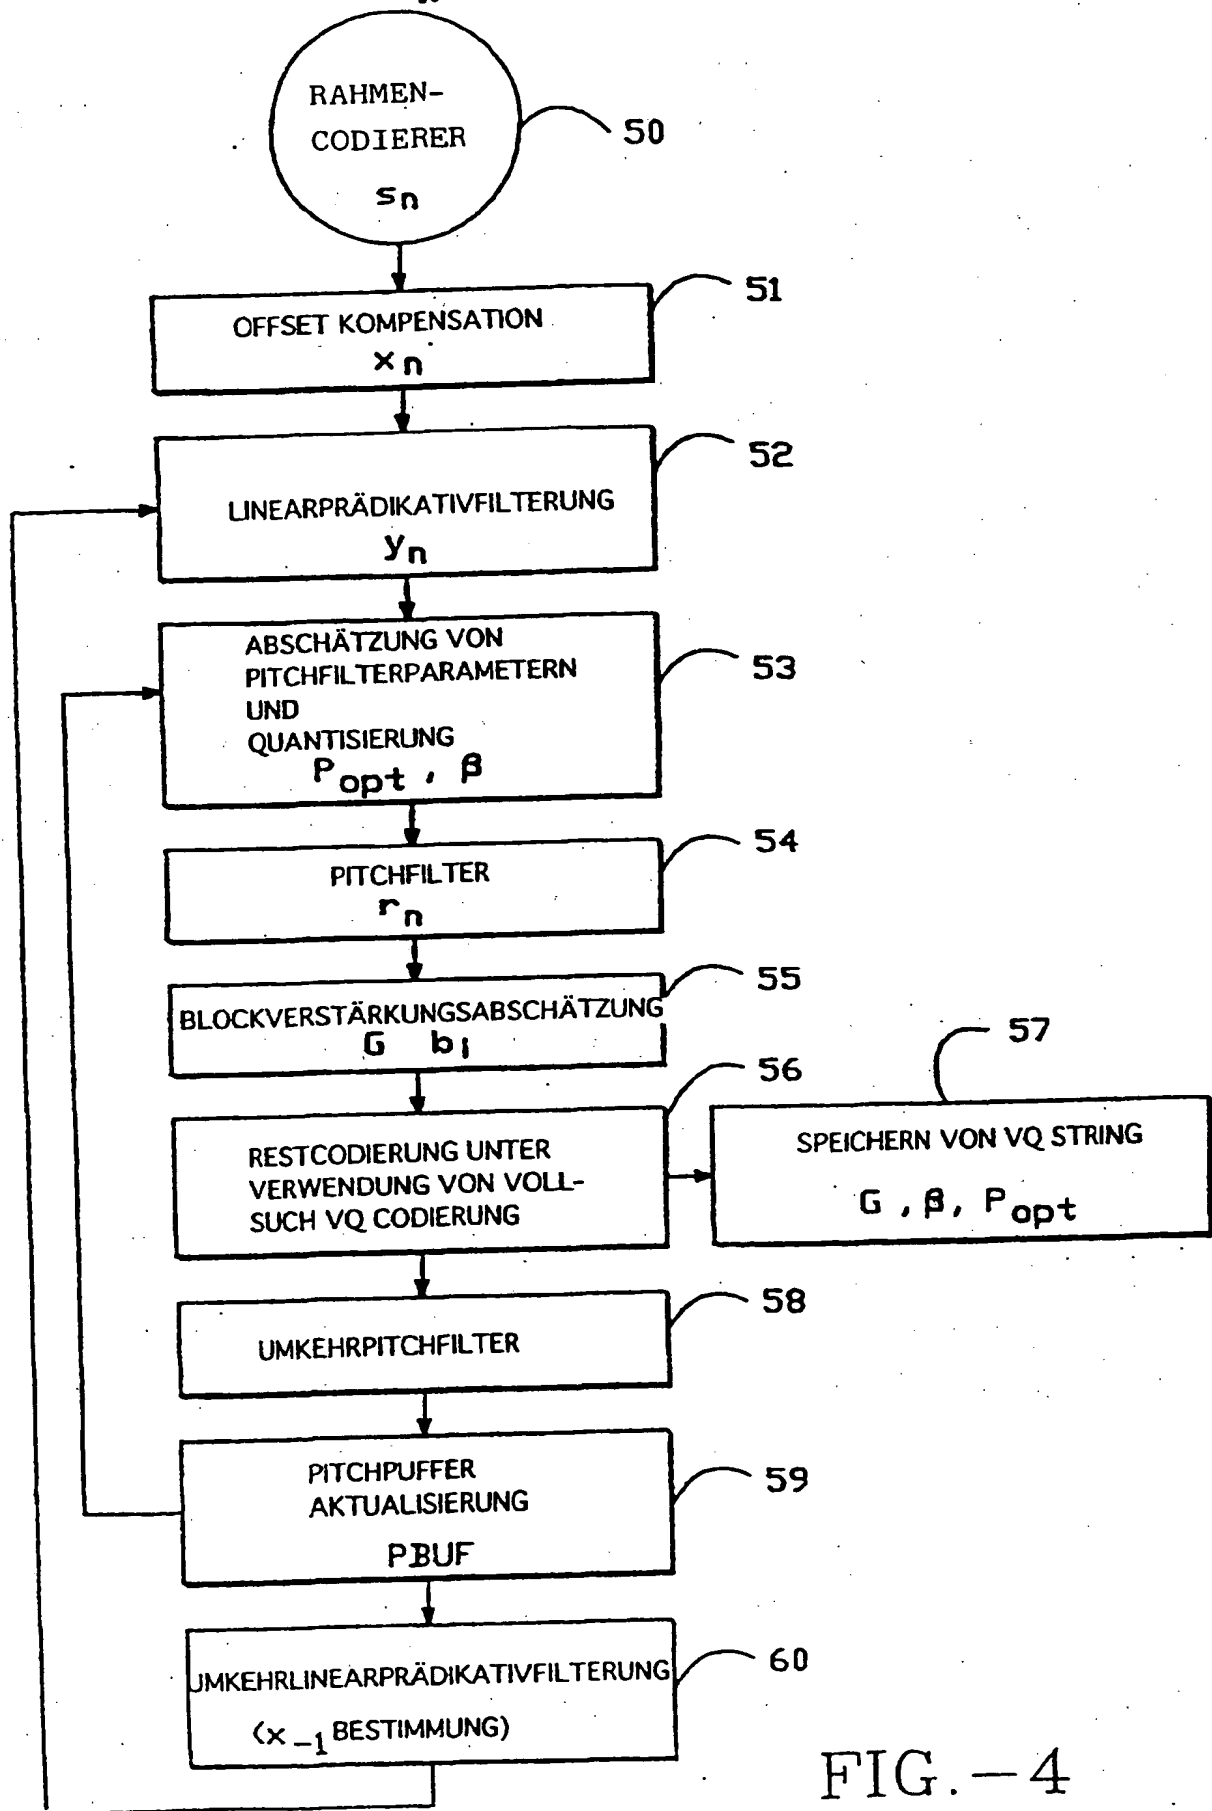 RAHMEN-
CODIERER
sn
50
OFFSET KOMPENSATION
xn
51
LINEARPRÄDIKATIVFILTERUNG
yn
52
ABSCHÄTZUNG VON
PITCHFILTERPARAMETERN
UND
QUANTISIERUNG
Popt , β
53
PITCHFILTER
rn
54
BLOCKVERSTÄRKUNGSABSCHÄTZUNG
G bl
55
RESTCODIERUNG UNTER
VERWENDUNG VON VOLL-
SUCH VQ CODIERUNG
56
SPEICHERN VON VQ STRING
G , β, Popt
57
UMKEHRPITCHFILTER
58
PITCHPUFFER
AKTUALISIERUNG
PBUF
59
UMKEHRLINEARPRÄDIKATIVFILTERUNG
(x-1 BESTIMMUNG)
60
FIG.-4